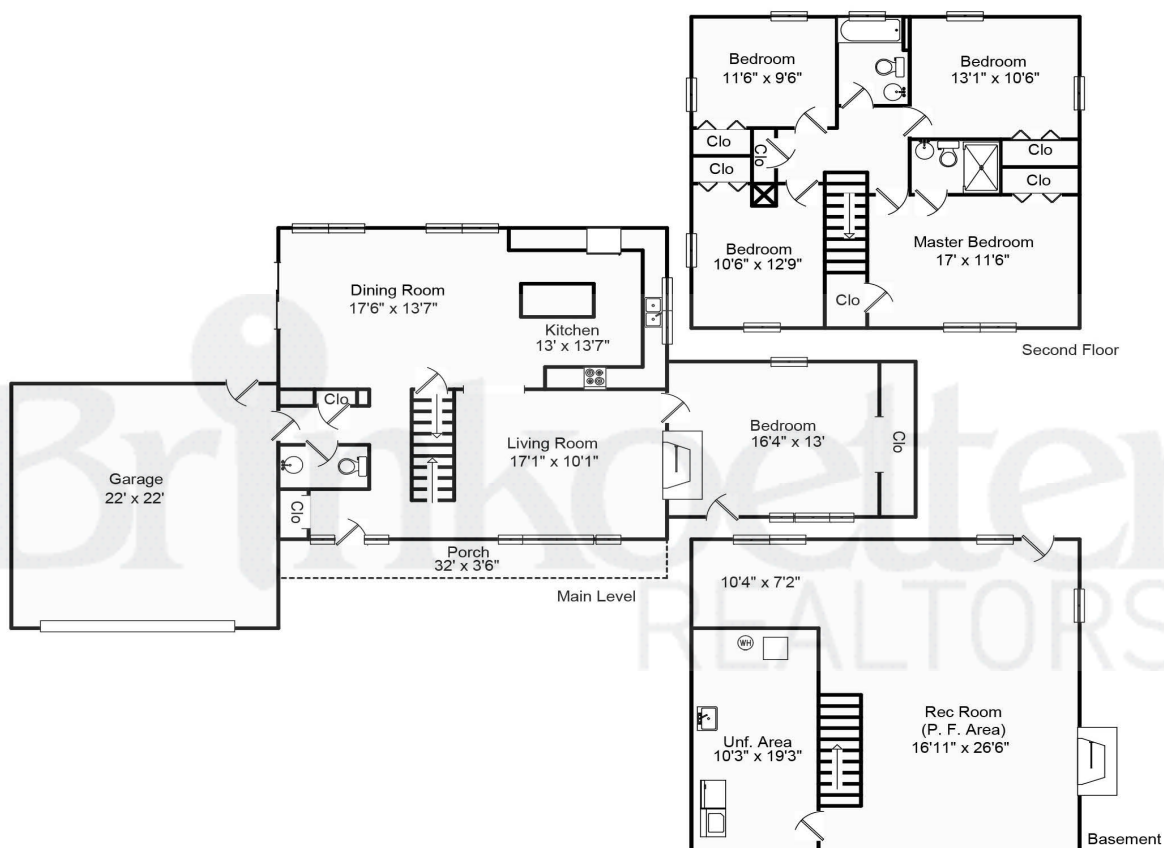 Bedroom
11'6" x 9'6"
Bedroom
13'1" x 10'6"
Clo
Clo
Clo
Clo
Clo
Bedroom
10'6" x 12'9"
Master Bedroom
17' x 11'6"
Clo
Second Floor
Dining Room
17'6" x 13'7"
Kitchen
13' x 13'7"
Clo
Living Room
17'1" x 10'1"
Bedroom
16'4" x 13'
Clo
Garage
22' x 22'
Clo
Porch
32' x 3'6"
Main Level
Brinkoetter
REALTORS
10'4" x 7'2"
WH
Unf. Area
10'3" x 19'3"
Rec Room
(P. F. Area)
16'11" x 26'6"
Basement